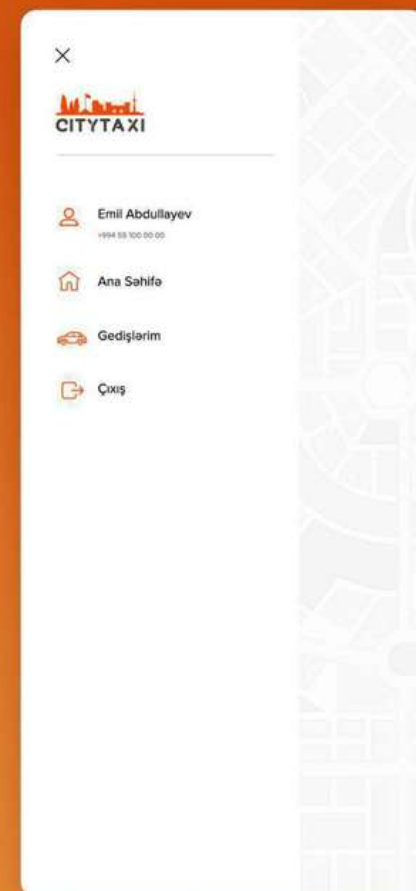 CITYTAXI
Emil Abdullayev
+994 55 100 00 00
Ana Səhifə
Gedişlərim
Çıxış